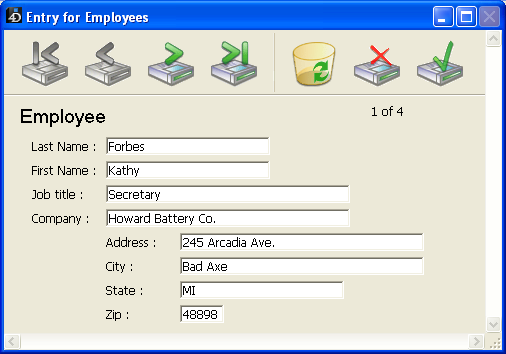 4D Entry for Employees
Employee
1 of 4
Last Name : Forbes
First Name : Kathy
Job title : Secretary
Company : Howard Battery Co.
Address : 245 Arcadia Ave.
City : Bad Axe
State : MI
Zip : 48898